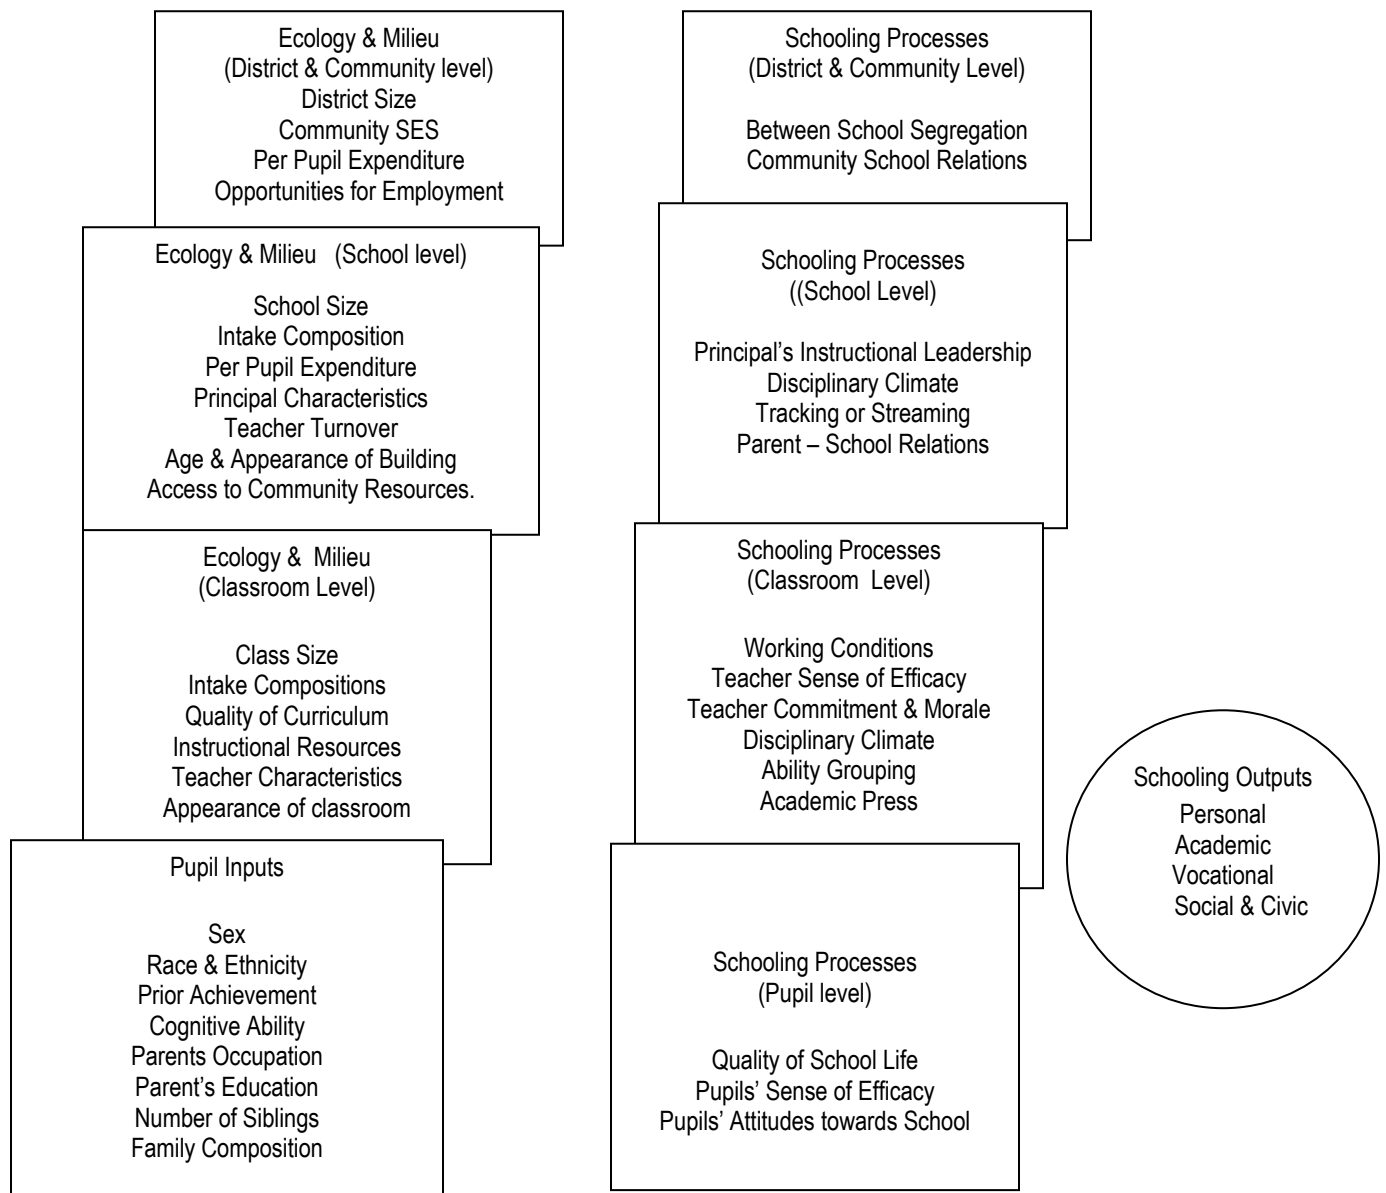 Ecology & Milieu
(District & Community level)
District Size
Community SES
Per Pupil Expenditure
Opportunities for Employment
Ecology & Milieu (School level)
School Size
Intake Composition
Per Pupil Expenditure
Principal Characteristics
Teacher Turnover
Age & Appearance of Building
Access to Community Resources.
Ecology & Milieu
(Classroom Level)
Class Size
Intake Compositions
Quality of Curriculum
Instructional Resources
Teacher Characteristics
Appearance of classroom
Pupil Inputs
Sex
Race & Ethnicity
Prior Achievement
Cognitive Ability
Parents Occupation
Parent’s Education
Number of Siblings
Family Composition
Schooling Processes
(District & Community Level)
Between School Segregation
Community School Relations
Schooling Processes
((School Level)
Principal’s Instructional Leadership
Disciplinary Climate
Tracking or Streaming
Parent – School Relations
Schooling Processes
(Classroom Level)
Working Conditions
Teacher Sense of Efficacy
Teacher Commitment & Morale
Disciplinary Climate
Ability Grouping
Academic Press
Schooling Processes
(Pupil level)
Quality of School Life
Pupils’ Sense of Efficacy
Pupils’ Attitudes towards School
Schooling Outputs
Personal
Academic
Vocational
Social & Civic